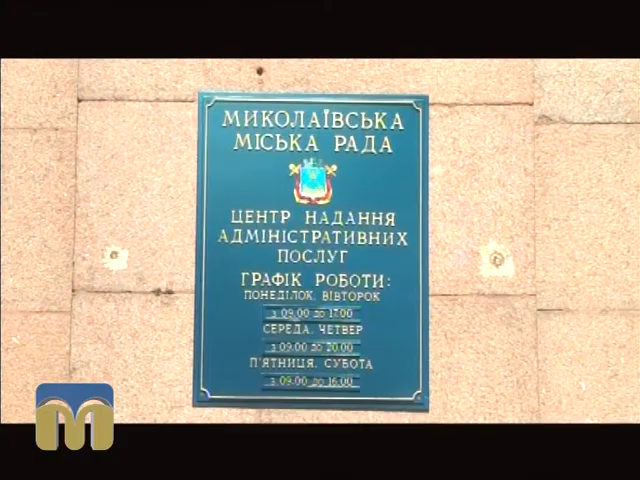 МИКОЛАЇВСЬКА
МІСЬКА РАДА
ЦЕНТР НАДАННЯ
АДМІНІСТРАТИВНИХ
ПОСЛУГ
ГРАФІК РОБОТИ:
ПОНЕДІЛОК, ВІВТОРОК
з 09.00 до 17.00
СЕРЕДА, ЧЕТВЕР
з 09.00 до 20.00
П'ЯТНИЦЯ, СУБОТА
з 09.00 до 16.00
М